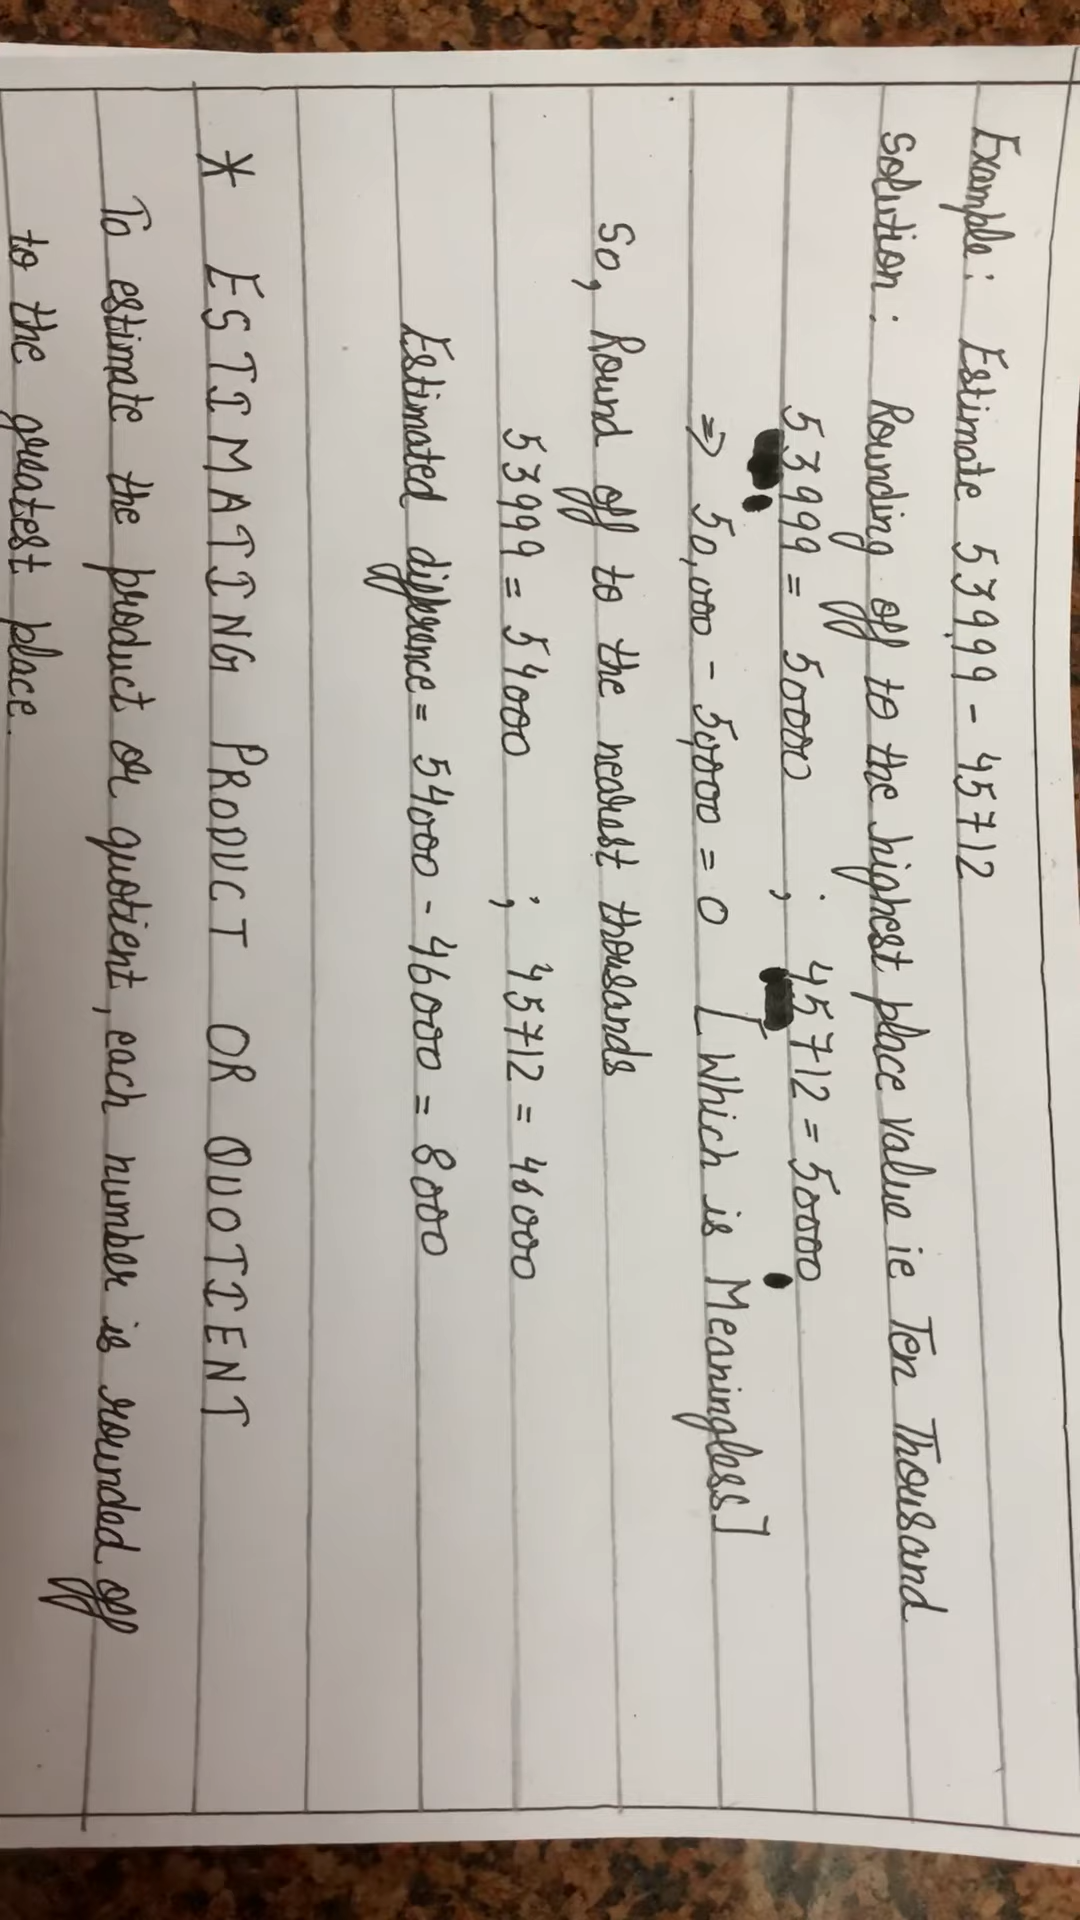 Example: Estimate 53999 - 45712
Solution: Rounding off to the highest place value ie Ten Thousand
53999 = 50000 ; 45712 = 50000
⇒ 50,000 - 50,000 = 0 [Which is Meaningless]
So, Round off to the nearest thousands
53999 = 54000 ; 45712 = 46000
Estimated difference = 54000 - 46000 = 8000
* ESTIMATING PRODUCT OR QUOTIENT
To estimate the product or quotient, each number is rounded off
to the greatest place.